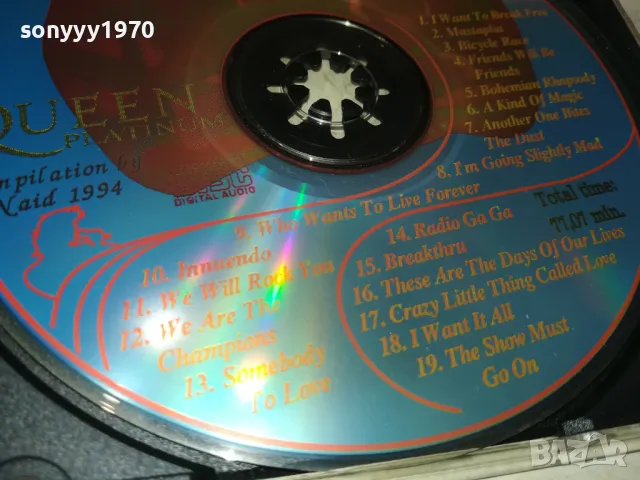 sonyyy1970
QUEEN
PLATINUM
mpilation by
Naid 1994
DIGITAL AUDIO
1. I Want To Break Free
2. Mustapha
3. Bicycle Race
4. Friends Will Be
Friends
5. Bohemian Rhapsody
6. A Kind Of Magic
7. Another One Bites
The Dust
8. I'm Going Slightly Mad
9. Who Wants To Live Forever
10. Innuendo
11. We Will Rock You
12. We Are The
Champions
13. Somebody
To Love
14. Radio Ga Ga
15. Breakthru
16. These Are The Days Of Our Lives
17. Crazy Little Thing Called Love
18. I Want It All
19. The Show Must
Go On
Total time:
77,01 min.
BAZAR